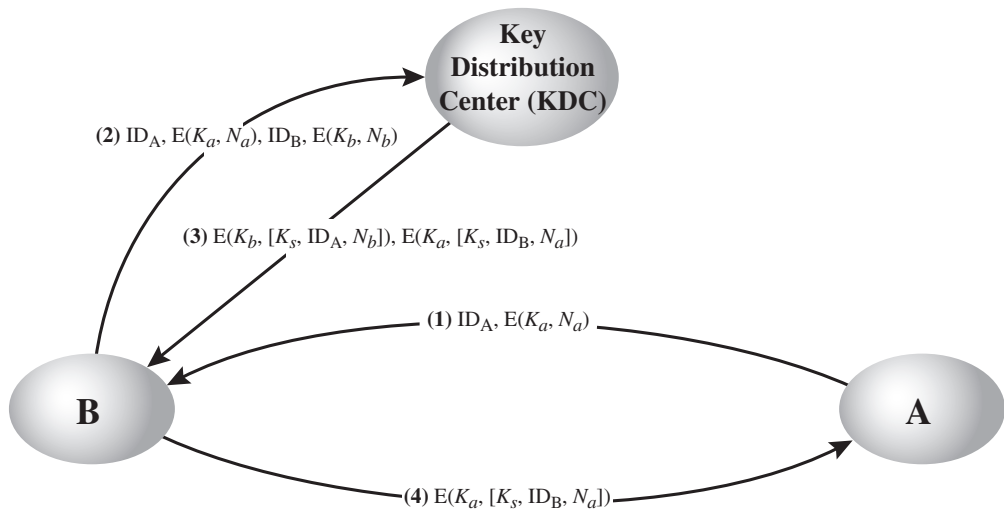 Key
Distribution
Center (KDC)
(2) ID_A, E(K_a, N_a), ID_B, E(K_b, N_b)
(3) E(K_b, [K_s, ID_A, N_b]), E(K_a, [K_s, ID_B, N_a])
(1) ID_A, E(K_a, N_a)
B
A
(4) E(K_a, [K_s, ID_B, N_a])